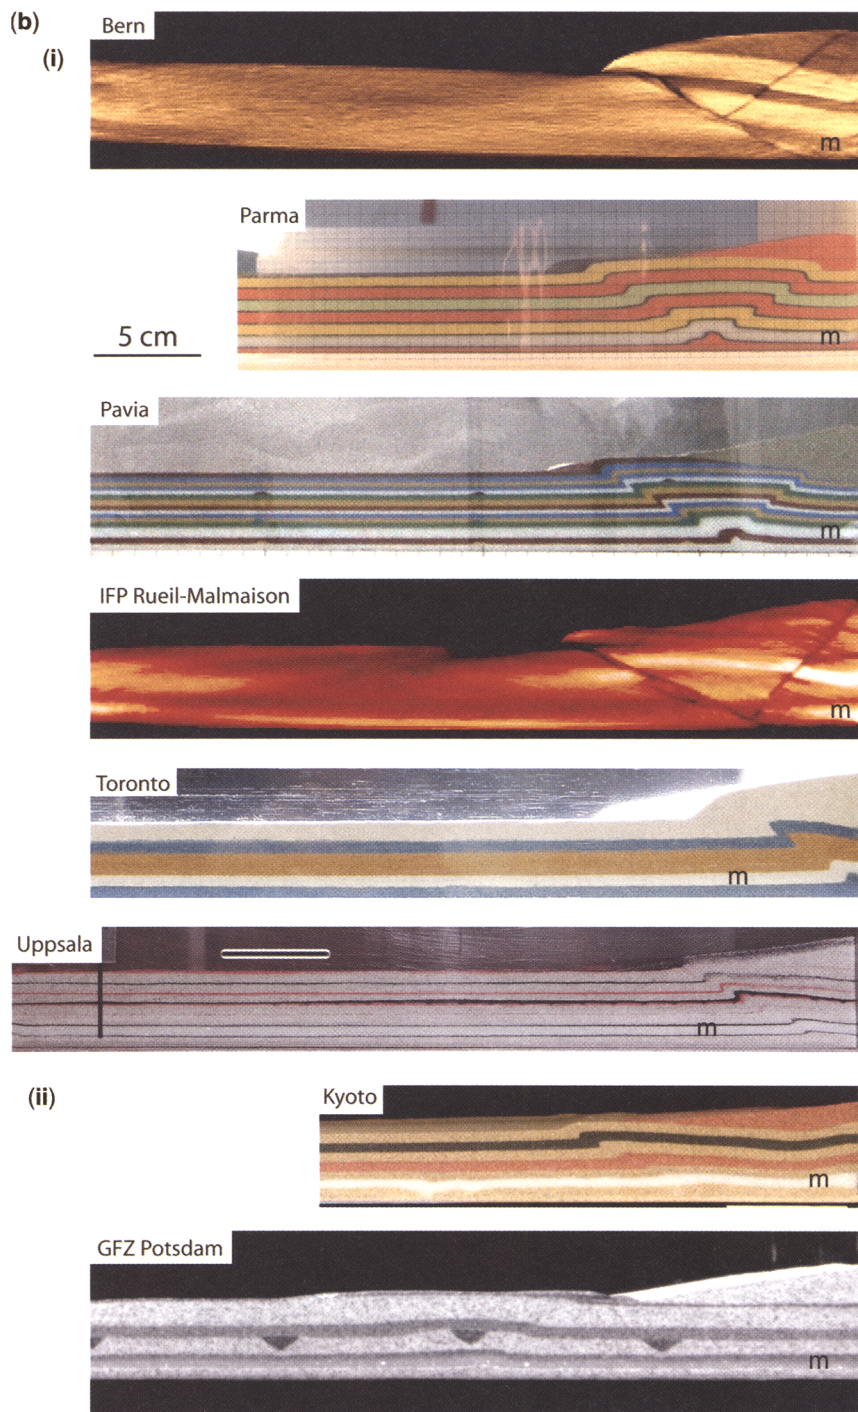 (b)
Bern
(i)
m
Parma
5 cm
m
Pavia
m
IFP Rueil-Malmaison
m
Toronto
m
Uppsala
m
(ii)
Kyoto
m
GFZ Potsdam
m